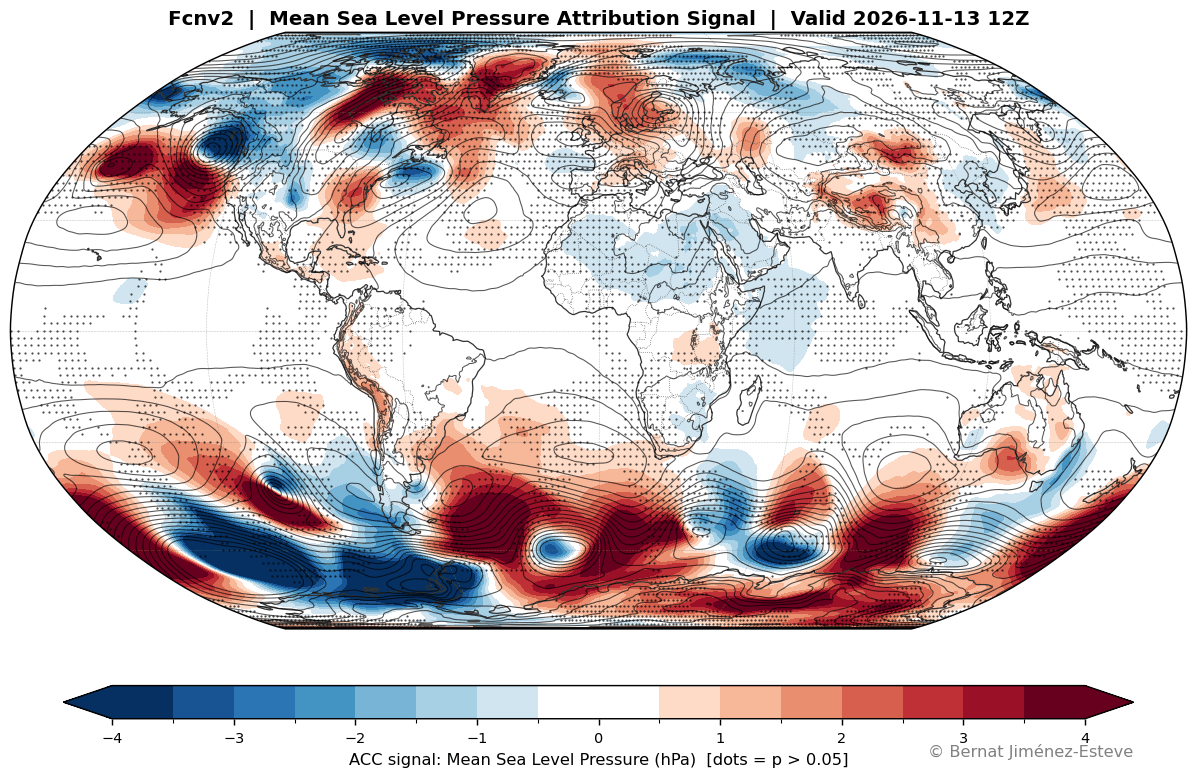 Fcnv2 | Mean Sea Level Pressure Attribution Signal | Valid 2026-11-13 12Z
−4 −3 −2 −1 0 1 2 3 4
ACC signal: Mean Sea Level Pressure (hPa) [dots = p > 0.05]
© Bernat Jiménez-Esteve